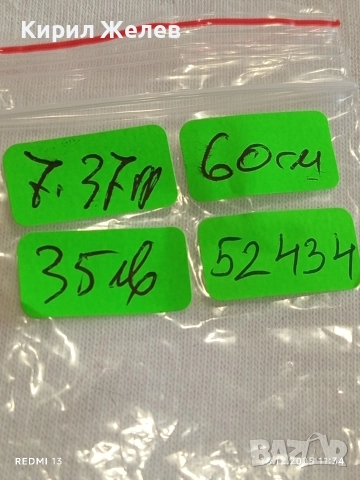 Кирил Желев
7.37гр
60см
35лв
52434
REDMI 13